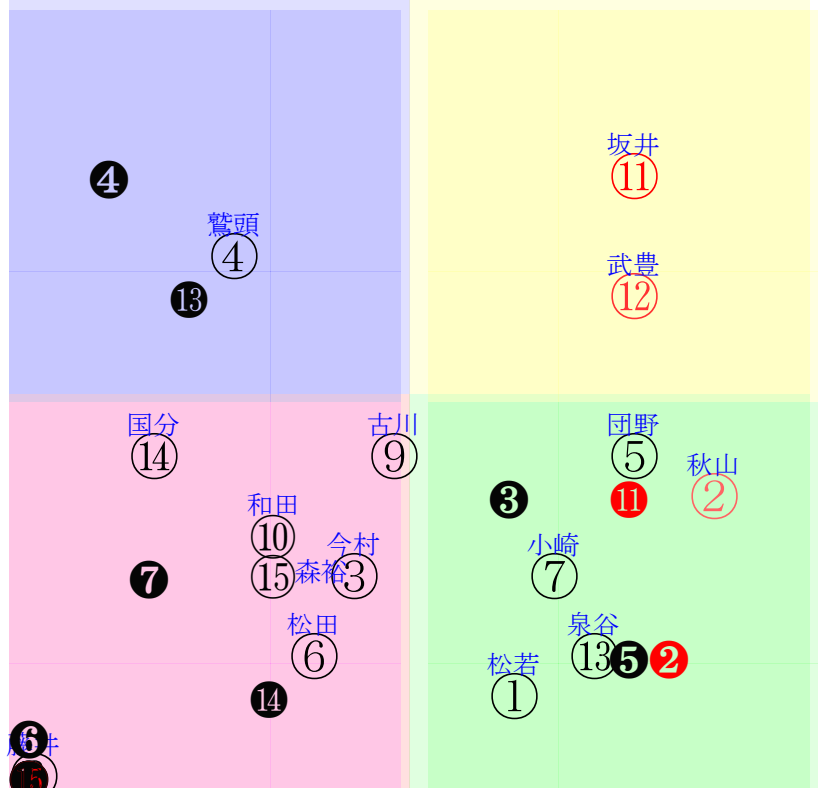 坂井
❹
⑪
鷲頭
④
武豊
⓭
⑫
国分
⑭
古川
⑨
団野
⑤
秋山
②
❸
⓫
和田
⑩
今村
③
小崎
⑦
森裕
⑮
❼
松田
⑥
泉谷
⑬
❺
❷
松若
①
⓮
❻
井
15